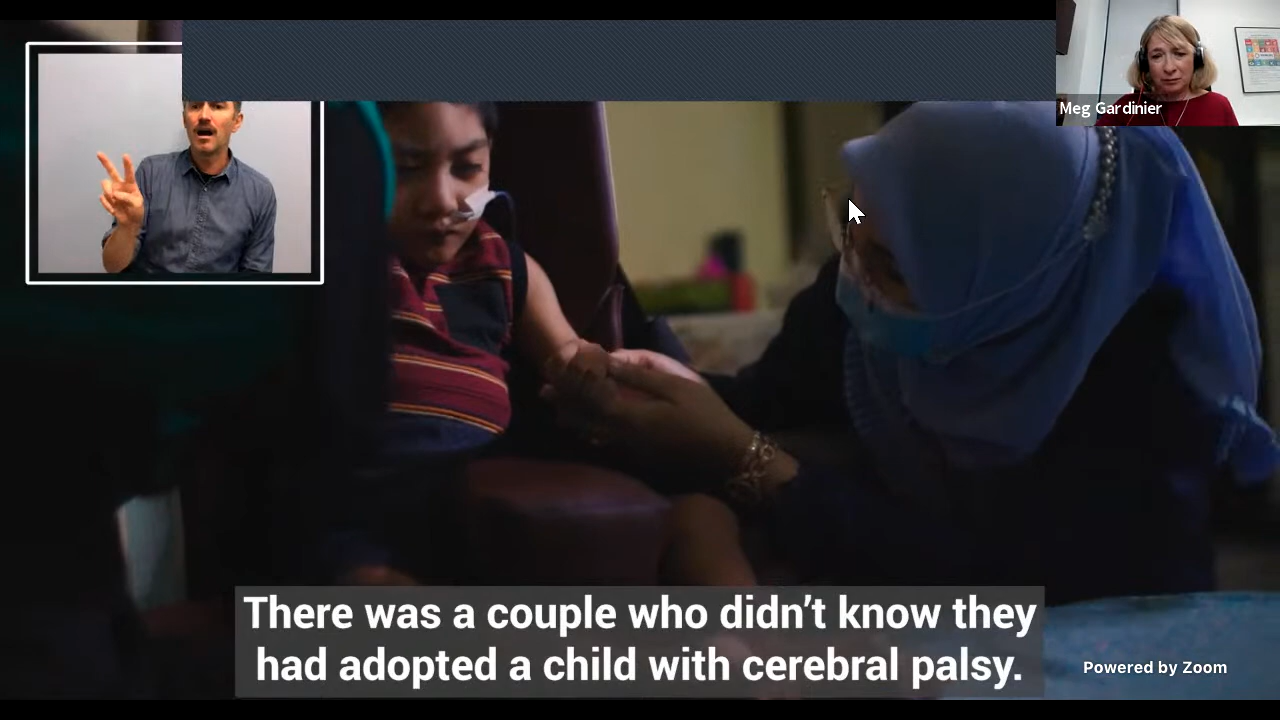 Meg Gardinier
There was a couple who didn’t know they
had adopted a child with cerebral palsy.
Powered by Zoom